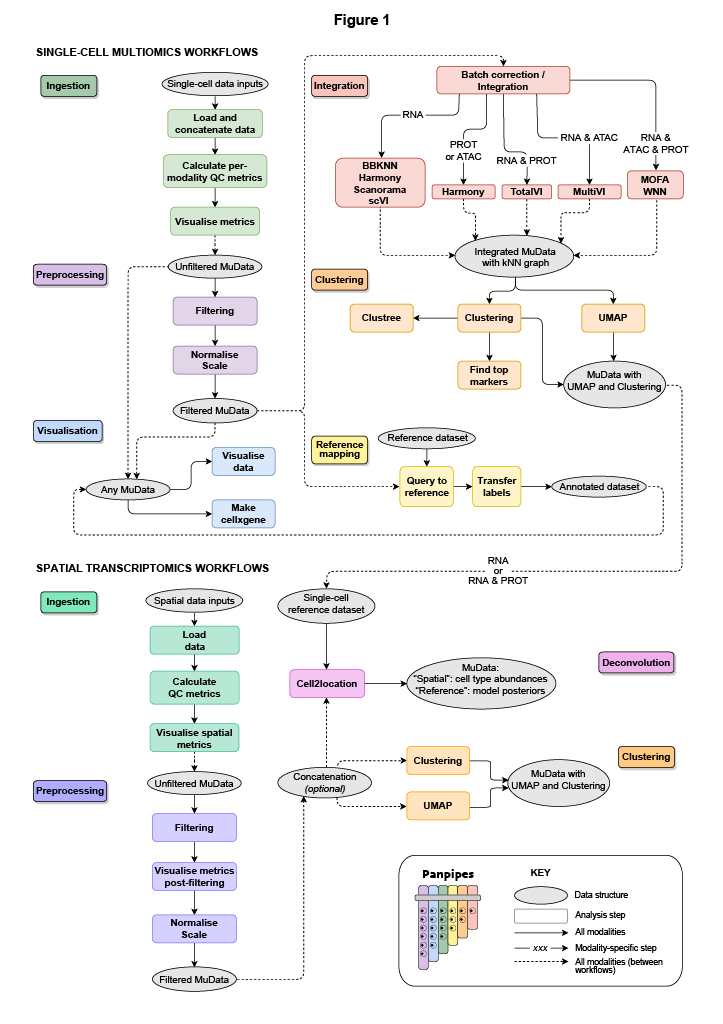 Figure 1
SINGLE-CELL MULTIOMICS WORKFLOWS
Ingestion
Single-cell data inputs
Load and
concatenate data
Calculate per-
modality QC metrics
Visualise metrics
Preprocessing
Unfiltered MuData
Filtering
Normalise
Scale
Filtered MuData
Visualisation
Any MuData
Visualise
data
Make
cellxgene
Integration
Batch correction /
Integration
RNA
PROT
or ATAC
RNA & PROT
RNA & ATAC
RNA &
ATAC & PROT
BBKNN
Harmony
Scanorama
scVI
Harmony
TotalVI
MultiVI
MOFA
WNN
Integrated MuData
with kNN graph
Clustering
Clustree
Clustering
UMAP
Find top
markers
MuData with
UMAP and Clustering
Reference
mapping
Reference dataset
Query to
reference
Transfer
labels
Annotated dataset
SPATIAL TRANSCRIPTOMICS WORKFLOWS
RNA
or
RNA & PROT
Ingestion
Spatial data inputs
Load
data
Calculate
QC metrics
Visualise spatial
metrics
Preprocessing
Unfiltered MuData
Filtering
Visualise metrics
post-filtering
Normalise
Scale
Filtered MuData
Single-cell
reference dataset
Deconvolution
Cell2location
MuData:
“Spatial”: cell type abundances
“Reference”: model posteriors
Clustering
Concatenation
(optional)
Clustering
UMAP
MuData with
UMAP and Clustering
Panpipes
KEY
Data structure
Analysis step
All modalities
xxx
Modality-specific step
All modalities (between
workflows)